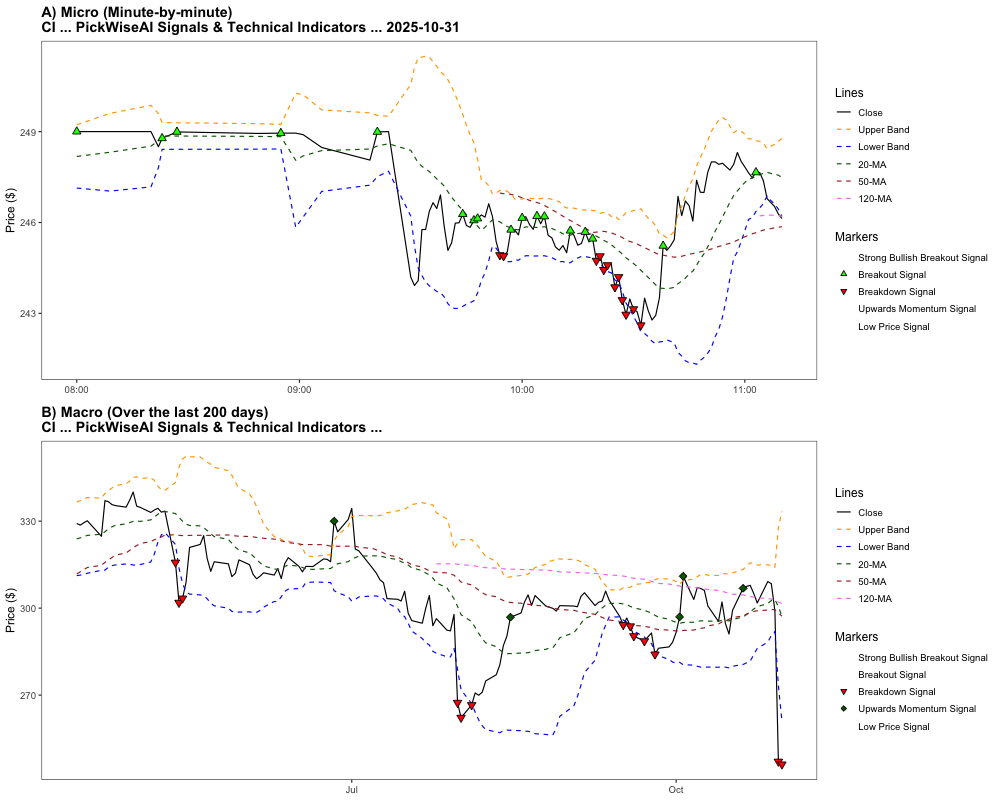 A) Micro (Minute-by-minute)
CI ... PickWiseAI Signals & Technical Indicators ... 2025-10-31
Price ($)
249
246
243
08:00
09:00
10:00
11:00
Lines
Close
Upper Band
Lower Band
20-MA
50-MA
120-MA
Markers
Strong Bullish Breakout Signal
Breakout Signal
Breakdown Signal
Upwards Momentum Signal
Low Price Signal
B) Macro (Over the last 200 days)
CI ... PickWiseAI Signals & Technical Indicators ...
Price ($)
330
300
270
Jul
Oct
Lines
Close
Upper Band
Lower Band
20-MA
50-MA
120-MA
Markers
Strong Bullish Breakout Signal
Breakout Signal
Breakdown Signal
Upwards Momentum Signal
Low Price Signal